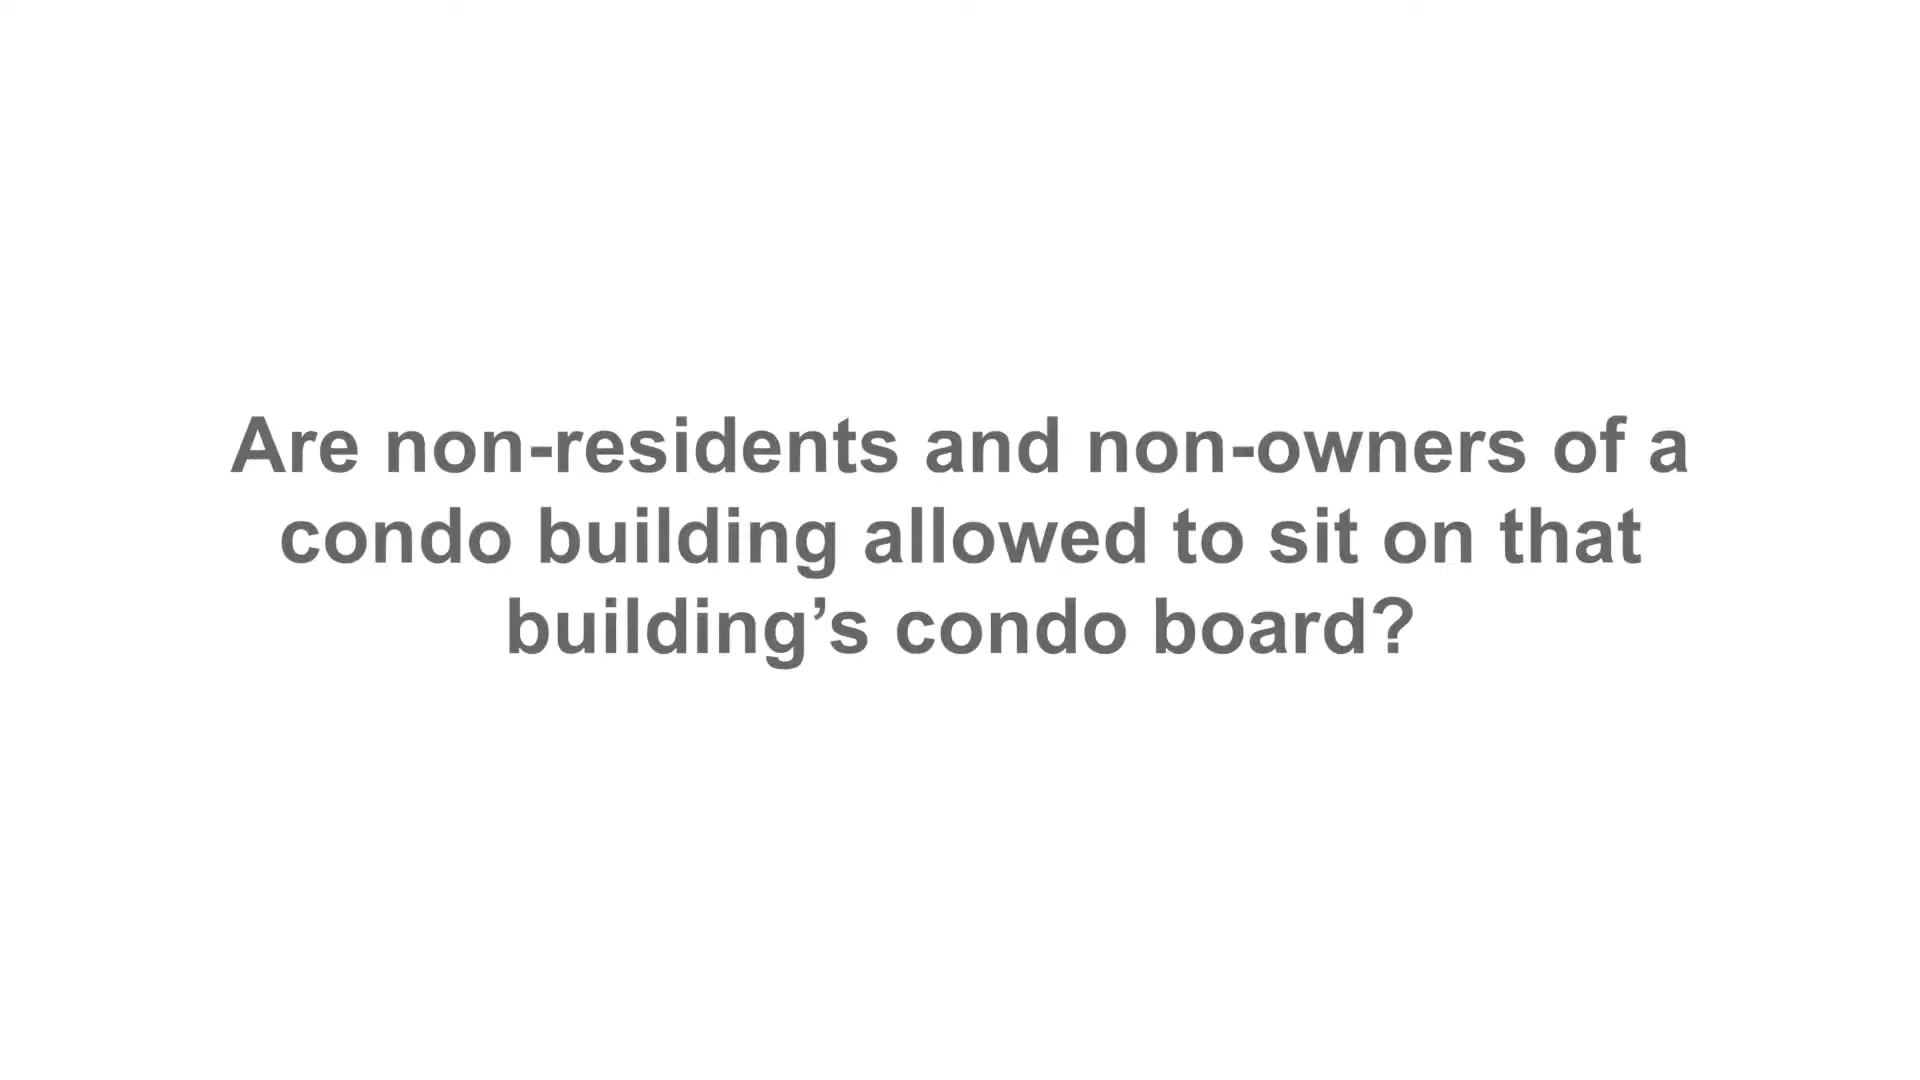 Are non-residents and non-owners of a
condo building allowed to sit on that
building’s condo board?